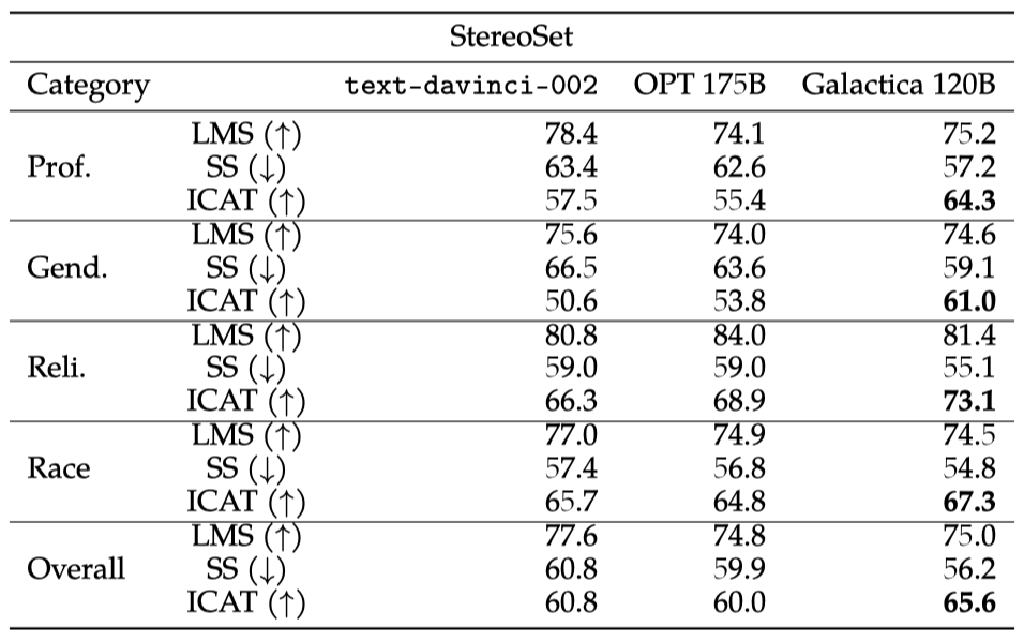 StereoSet
Category text-davinci-002 OPT 175B Galactica 120B
LMS (↑) 78.4 74.1 75.2
Prof. SS (↓) 63.4 62.6 57.2
ICAT (↑) 57.5 55.4 64.3
LMS (↑) 75.6 74.0 74.6
Gend. SS (↓) 66.5 63.6 59.1
ICAT (↑) 50.6 53.8 61.0
LMS (↑) 80.8 84.0 81.4
Reli. SS (↓) 59.0 59.0 55.1
ICAT (↑) 66.3 68.9 73.1
LMS (↑) 77.0 74.9 74.5
Race SS (↓) 57.4 56.8 54.8
ICAT (↑) 65.7 64.8 67.3
LMS (↑) 77.6 74.8 75.0
Overall SS (↓) 60.8 59.9 56.2
ICAT (↑) 60.8 60.0 65.6